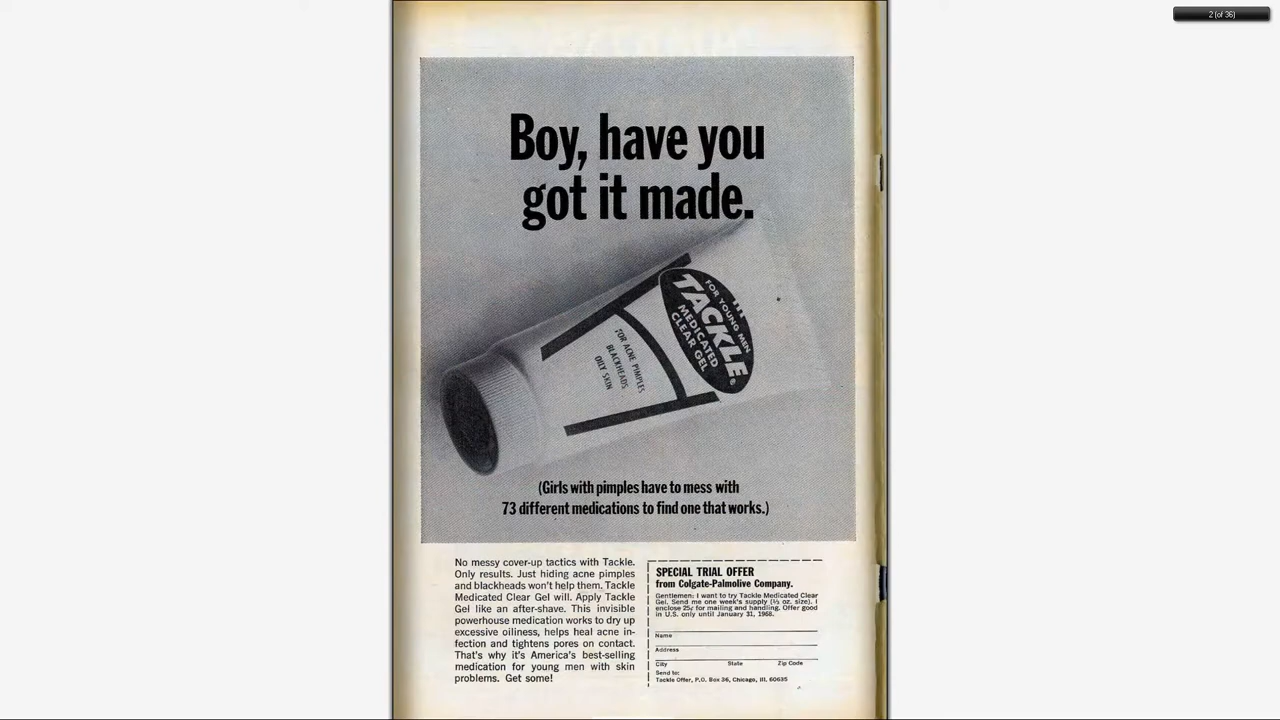 2 (of 36)
Boy, have you
got it made.
FOR YOUNG MEN
TACKLE®
MEDICATED
CLEAR GEL
FOR ACNE PIMPLES
BLACKHEADS
OILY SKIN
(Girls with pimples have to mess with
73 different medications to find one that works.)
No messy cover-up tactics with Tackle.
Only results. Just hiding acne pimples
and blackheads won't help them. Tackle
Medicated Clear Gel will. Apply Tackle
Gel like an after-shave. This invisible
powerhouse medication works to dry up
excessive oiliness, helps heal acne in-
fection and tightens pores on contact.
That's why it's America's best-selling
medication for young men with skin
problems. Get some!
SPECIAL TRIAL OFFER
from Colgate-Palmolive Company.
Gentlemen: I want to try Tackle Medicated Clear
Gel. Send me one week's supply (½ oz. size). I
enclose 25¢ for mailing and handling. Offer good
in U.S. only until January 31, 1968.
Name
Address
City State Zip Code
Send to:
Tackle Offer, P.O. Box 36, Chicago, Ill. 60635